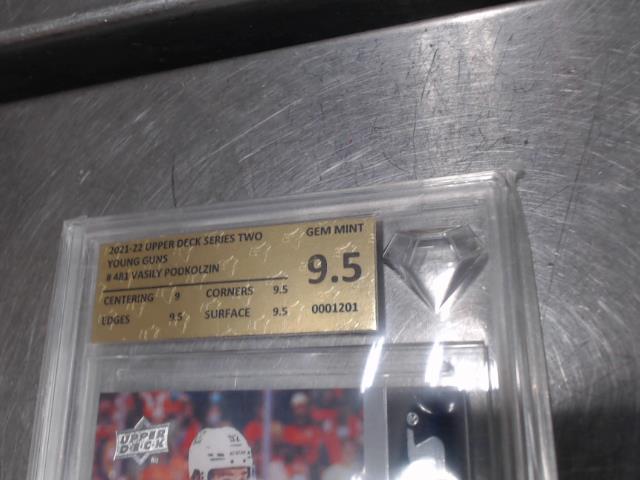 2021-22 UPPER DECK SERIES TWO
GEM MINT
YOUNG GUNS
# 481 VASILY PODKOLZIN
9.5
CENTERING 9 CORNERS 9.5
EDGES 9.5 SURFACE 9.5 0001201
UPPER
DECK